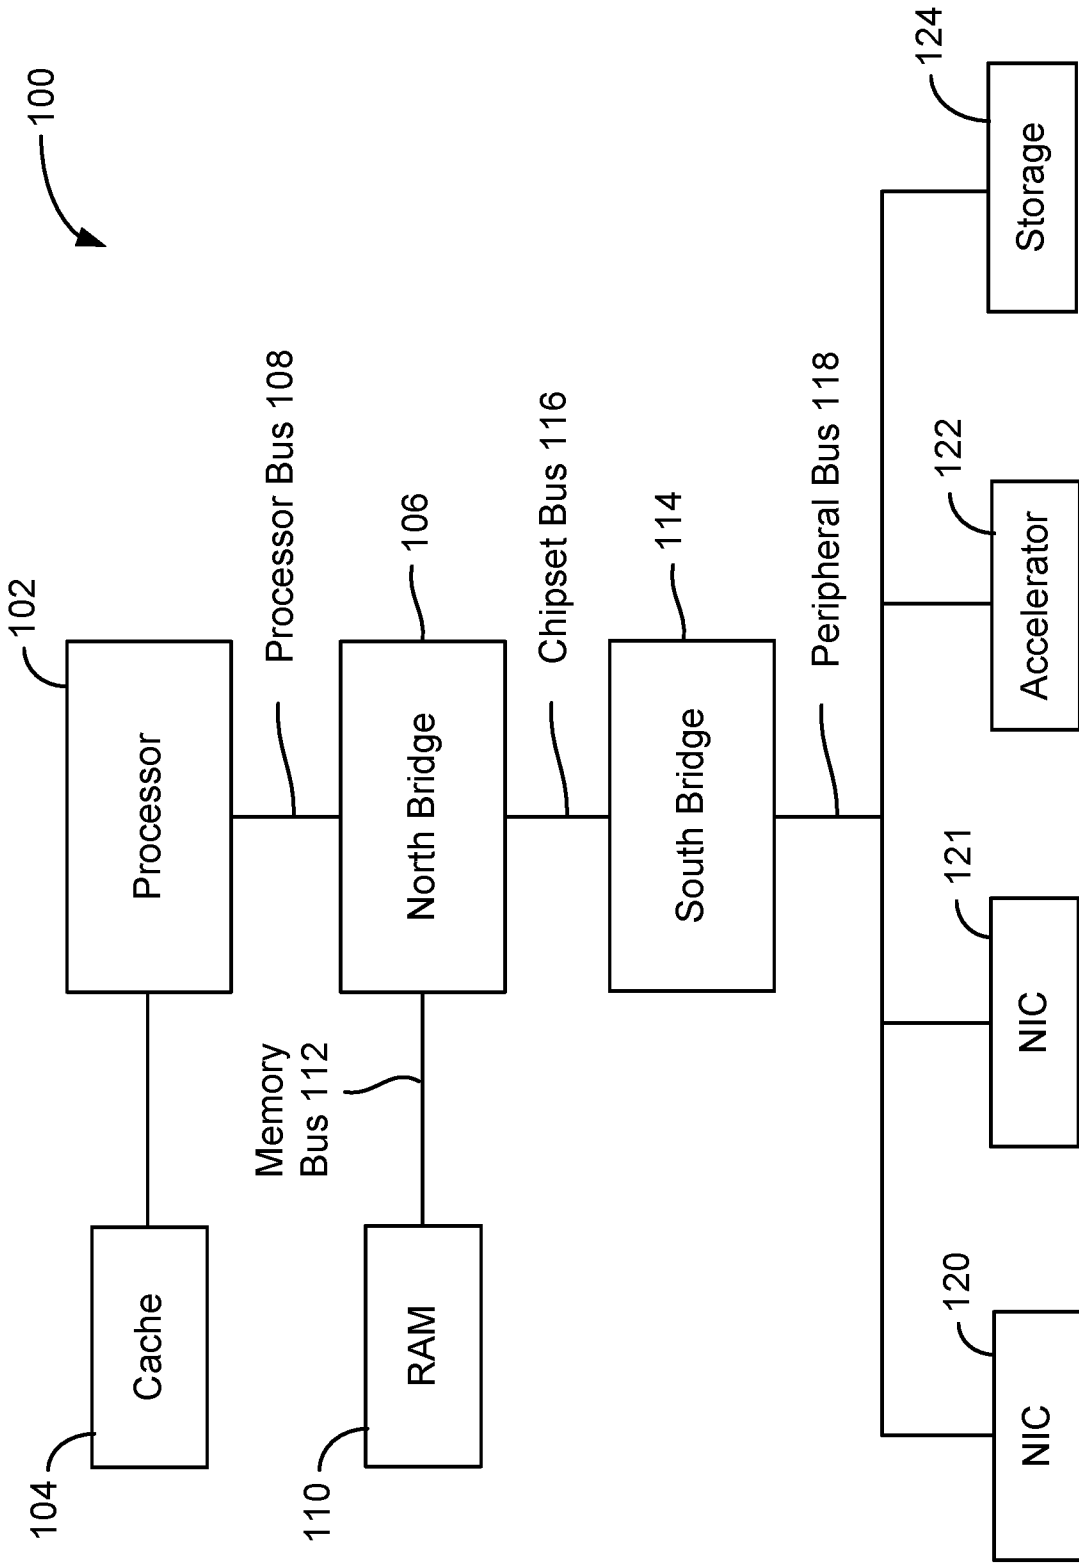 100
102
Processor
Cache
104
Processor Bus 108
106
North Bridge
Memory
Bus 112
RAM
110
Chipset Bus 116
114
South Bridge
Peripheral Bus 118
120
NIC
121
NIC
122
Accelerator
124
Storage